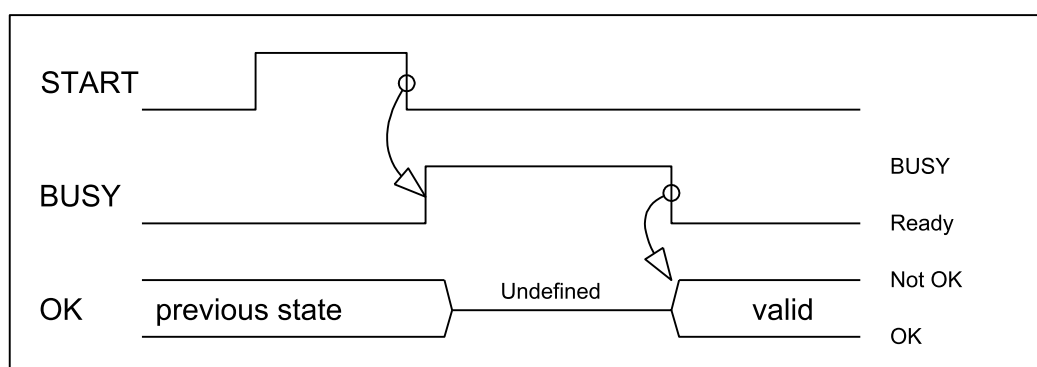 START
BUSY
BUSY
Ready
Not OK
Undefined
OK
previous state
valid
OK